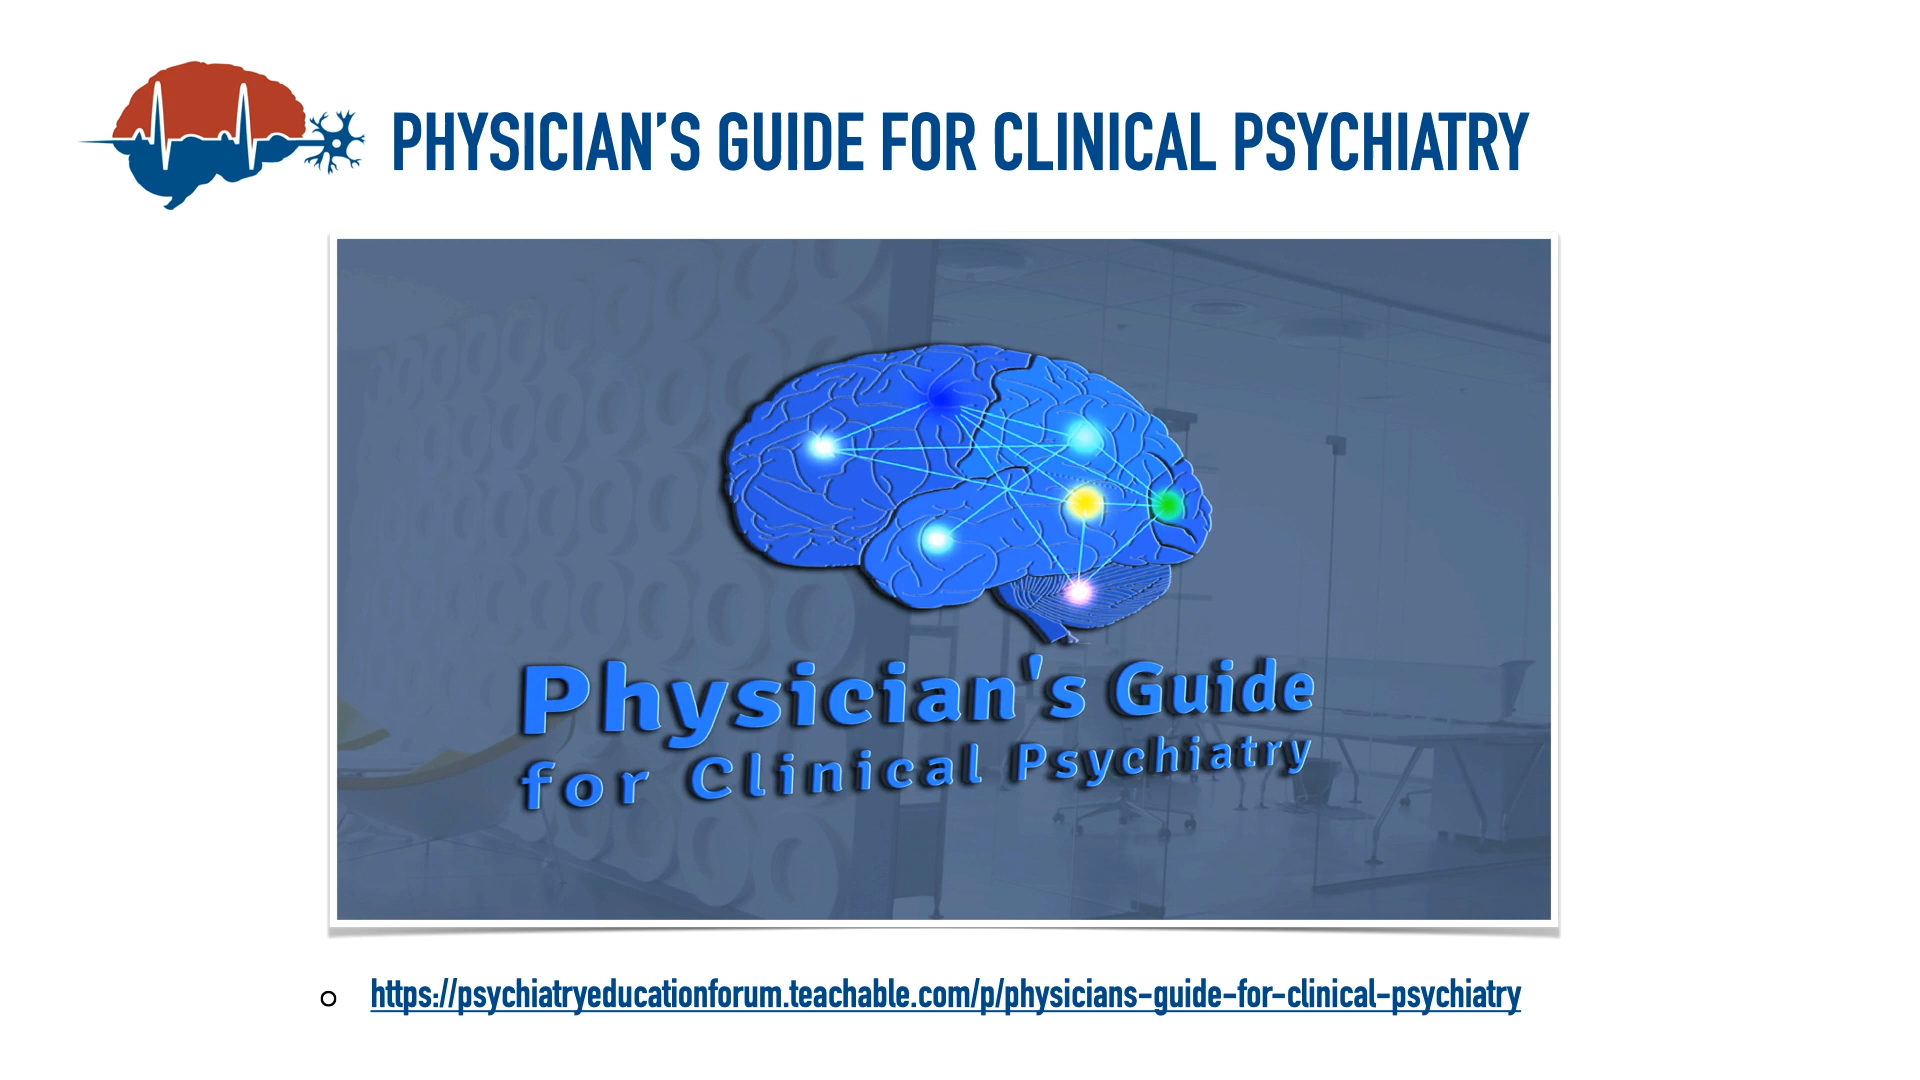 PHYSICIAN’S GUIDE FOR CLINICAL PSYCHIATRY
Physician's Guide
for Clinical Psychiatry
https://psychiatryeducationforum.teachable.com/p/physicians-guide-for-clinical-psychiatry